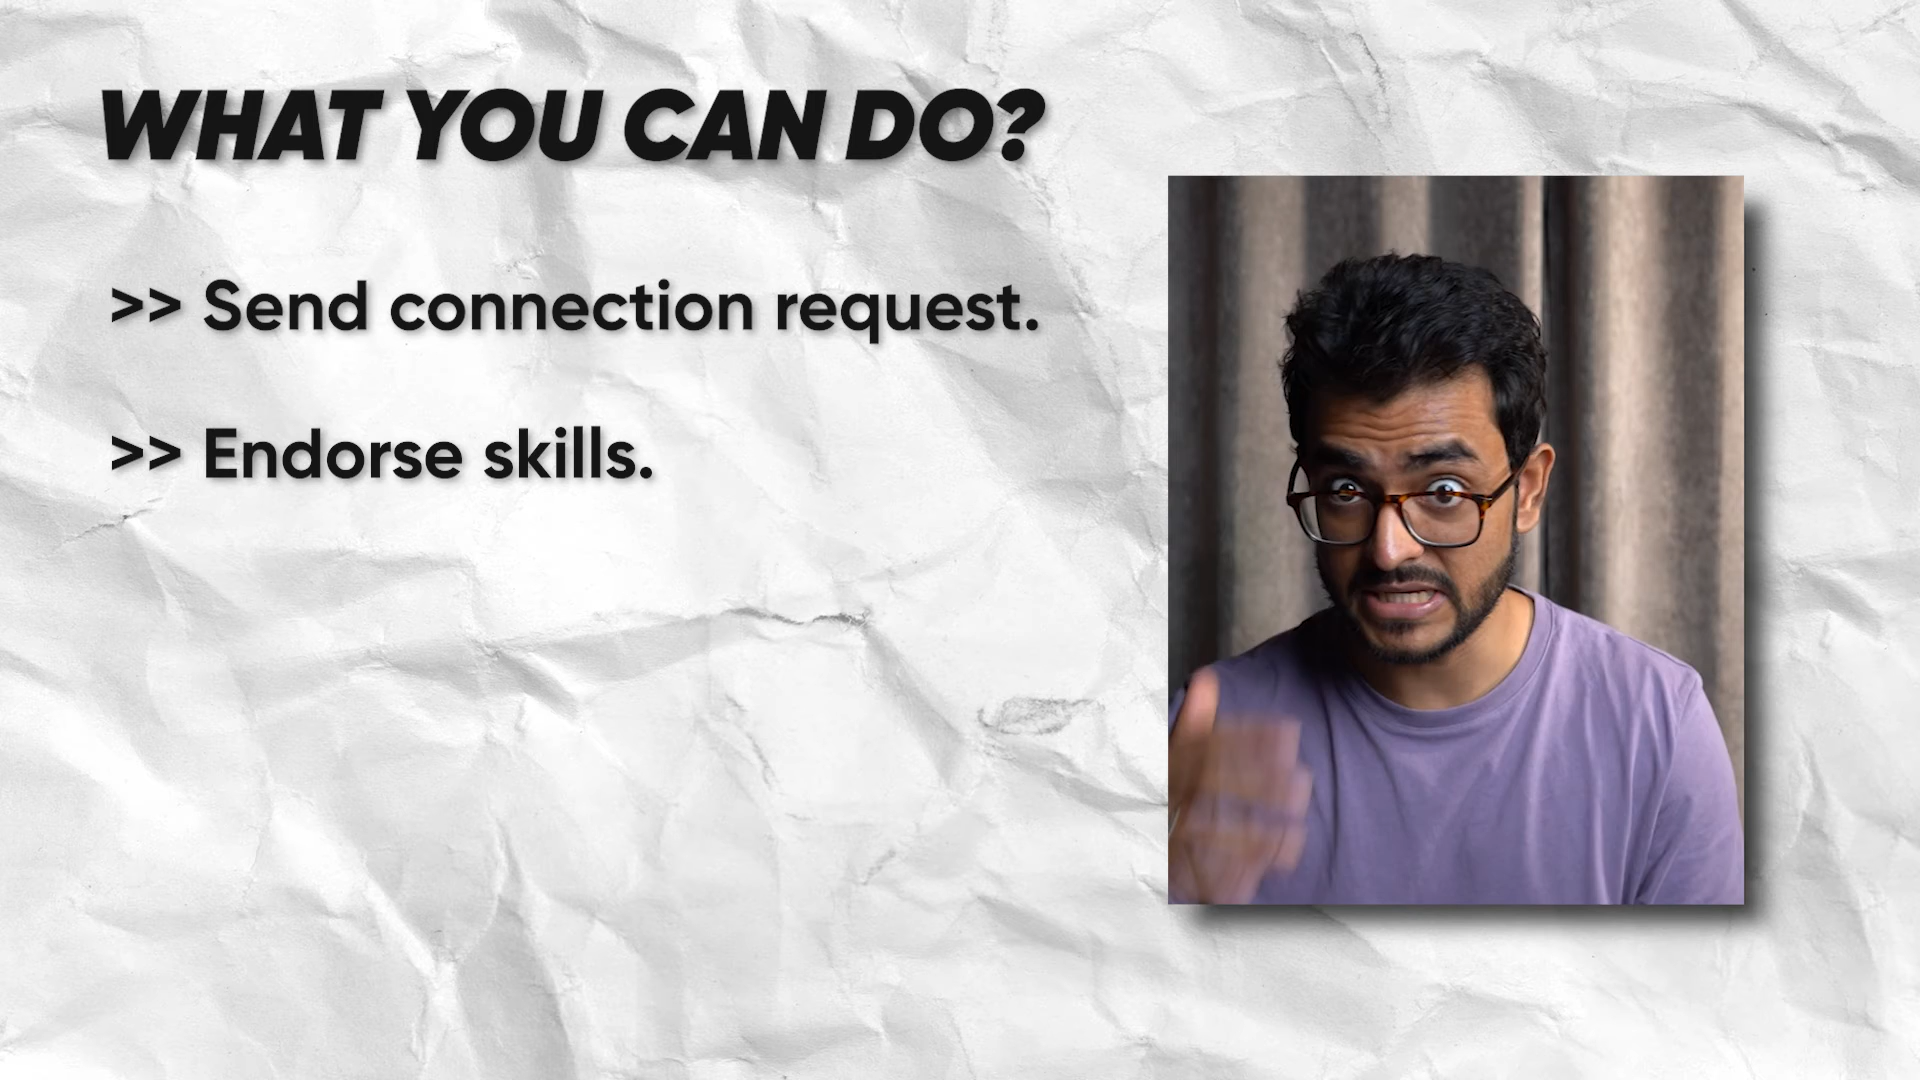 WHAT YOU CAN DO?
>> Send connection request.
>> Endorse skills.